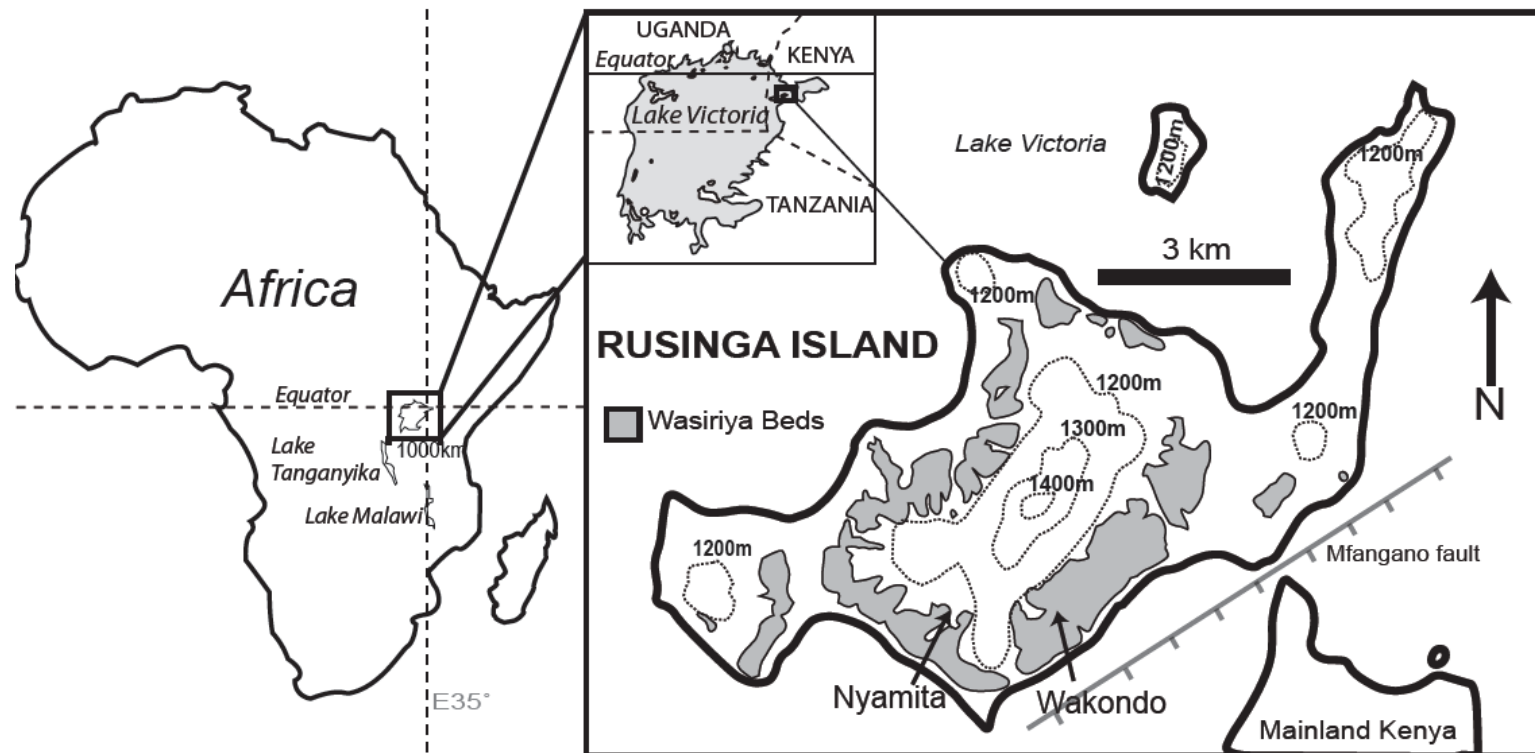 Africa
Equator
Lake
Tanganyika
1000km
Lake Malawi
E35°
UGANDA
Equator
KENYA
Lake Victoria
TANZANIA
Lake Victoria
1200m
1200m
3 km
1200m
RUSINGA ISLAND
N
Wasiriya Beds
1200m
1200m
1300m
1400m
1200m
Mfangano fault
Nyamita
Wakondo
Mainland Kenya